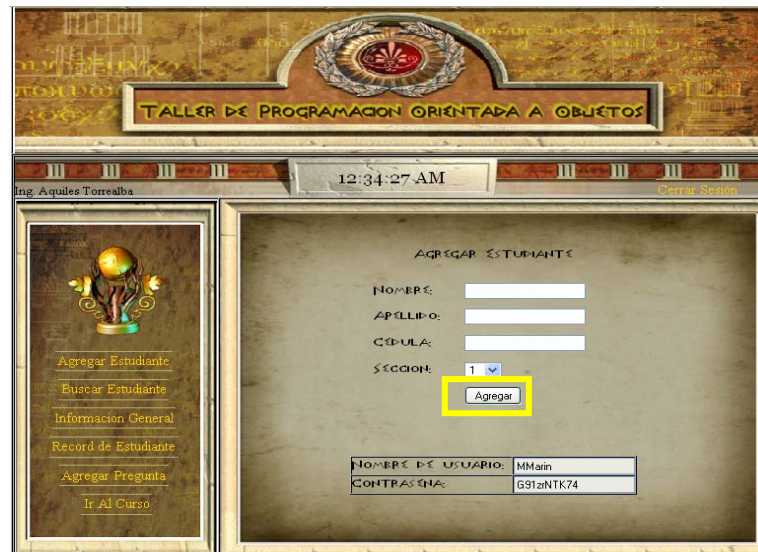 TALLER DE PROGRAMACION ORIENTADA A OBJETOS
12:34:27 AM
Ing. Aquiles Torrealba
Cerrar Sesión
Agregar Estudiante
Buscar Estudiante
Informacion General
Record de Estudiante
Agregar Pregunta
Ir Al Curso
AGREGAR ESTUDIANTE
NOMBRE:
APELLIDO:
CEDULA:
SECCION: 1
Agregar
NOMBRE DE USUARIO: MMarin
CONTRASENA: G91zrNTK74